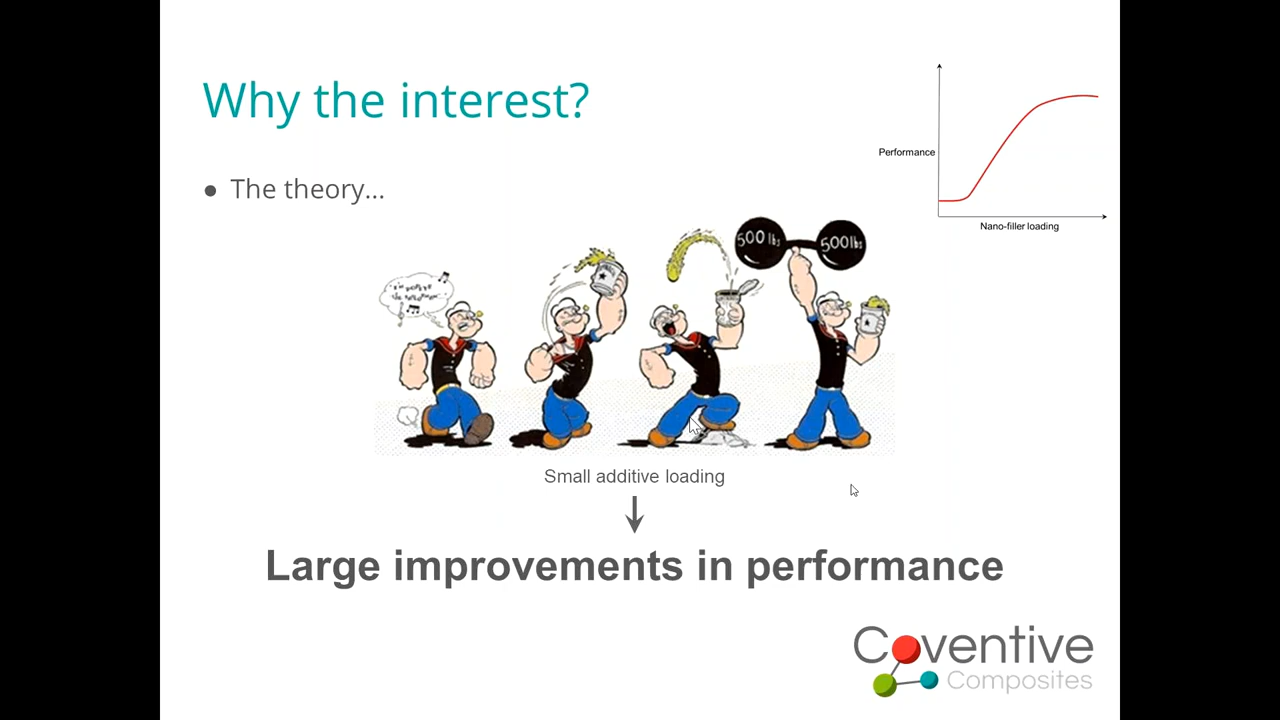 Why the interest?
Performance
Nano-filler loading
● The theory...
500 lbs
500 lbs
Small additive loading
Large improvements in performance
Coventive
Composites